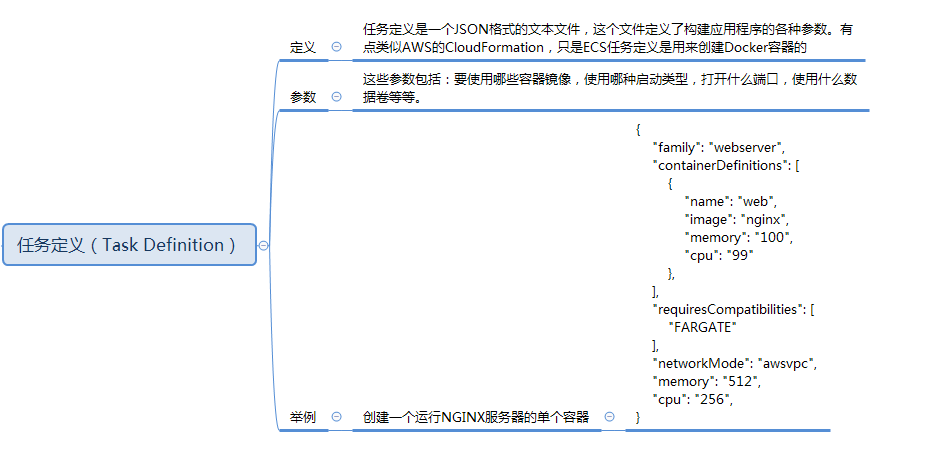 任务定义（Task Definition）
定义
任务定义是一个JSON格式的文本文件，这个文件定义了构建应用程序的各种参数。有
点类似AWS的CloudFormation，只是ECS任务定义是用来创建Docker容器的
参数
这些参数包括：要使用哪些容器镜像，使用哪种启动类型，打开什么端口，使用什么数
据卷等等。
举例
创建一个运行NGINX服务器的单个容器
{
"family": "webserver",
"containerDefinitions": [
{
"name": "web",
"image": "nginx",
"memory": "100",
"cpu": "99"
},
],
"requiresCompatibilities": [
"FARGATE"
],
"networkMode": "awsvpc",
"memory": "512",
"cpu": "256",
}